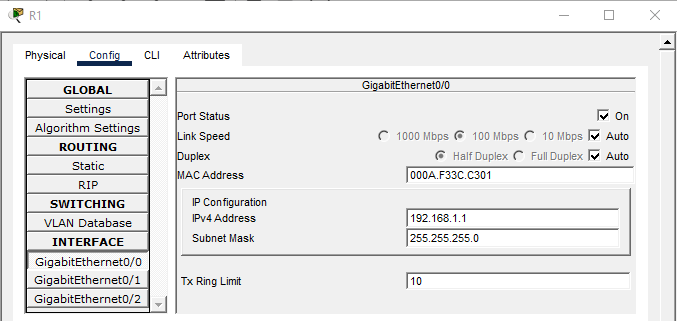 R1
Physical Config CLI Attributes
GLOBAL
Settings
Algorithm Settings
ROUTING
Static
RIP
SWITCHING
VLAN Database
INTERFACE
GigabitEthernet0/0
GigabitEthernet0/1
GigabitEthernet0/2
GigabitEthernet0/0
Port Status On
Link Speed 1000 Mbps 100 Mbps 10 Mbps Auto
Duplex Half Duplex Full Duplex Auto
MAC Address 000A.F33C.C301
IP Configuration
IPv4 Address 192.168.1.1
Subnet Mask 255.255.255.0
Tx Ring Limit 10